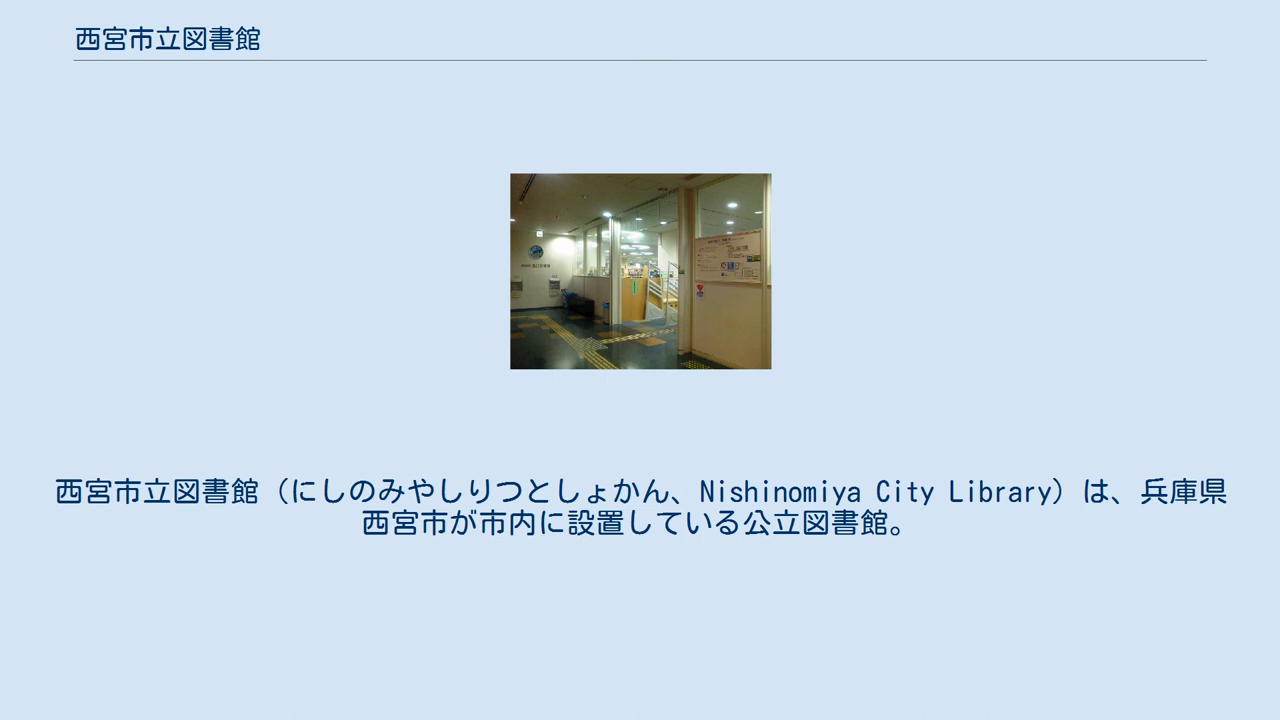 西宮市立図書館
西宮市立図書館（にしのみやしりつとしょかん、Nishinomiya City Library）は、兵庫県
西宮市が市内に設置している公立図書館。